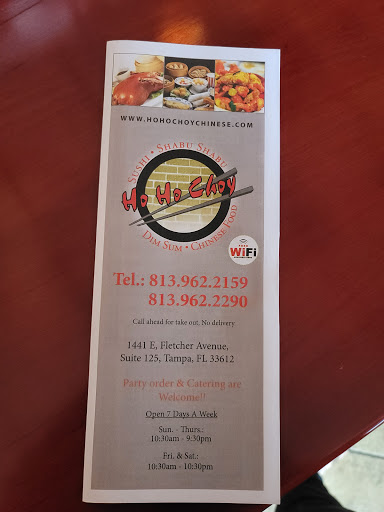 WWW.HOHOCHOYCHINESE.COM
SUSHI • SHABU SHABU
Ho Ho Choy
DIM SUM • CHINESE FOOD
FREE
WiFi
Tel.: 813.962.2159
813.962.2290
Call ahead for take out, No delivery
1441 E, Fletcher Avenue,
Suite 125, Tampa, FL 33612
Party order & Catering are
Welcome!!
Open 7 Days A Week
Sun. - Thurs.:
10:30am - 9:30pm
Fri. & Sat.:
10:30am - 10:30pm